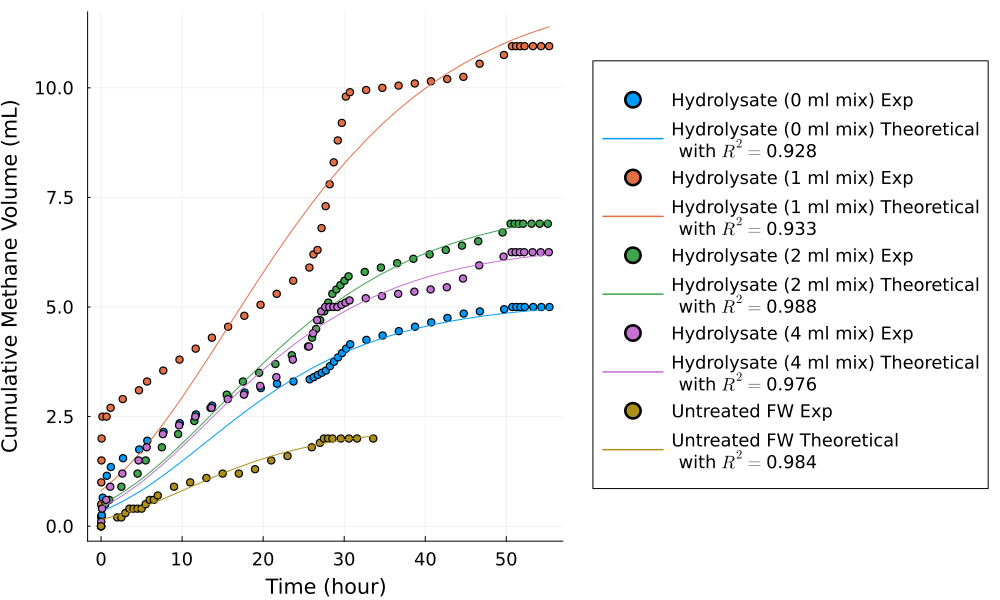 Cumulative Methane Volume (mL)
10.0
7.5
5.0
2.5
0.0
0
10
20
30
40
50
Time (hour)
Hydrolysate (0 ml mix) Exp
Hydrolysate (0 ml mix) Theoretical
with R² = 0.928
Hydrolysate (1 ml mix) Exp
Hydrolysate (1 ml mix) Theoretical
with R² = 0.933
Hydrolysate (2 ml mix) Exp
Hydrolysate (2 ml mix) Theoretical
with R² = 0.988
Hydrolysate (4 ml mix) Exp
Hydrolysate (4 ml mix) Theoretical
with R² = 0.976
Untreated FW Exp
Untreated FW Theoretical
with R² = 0.984